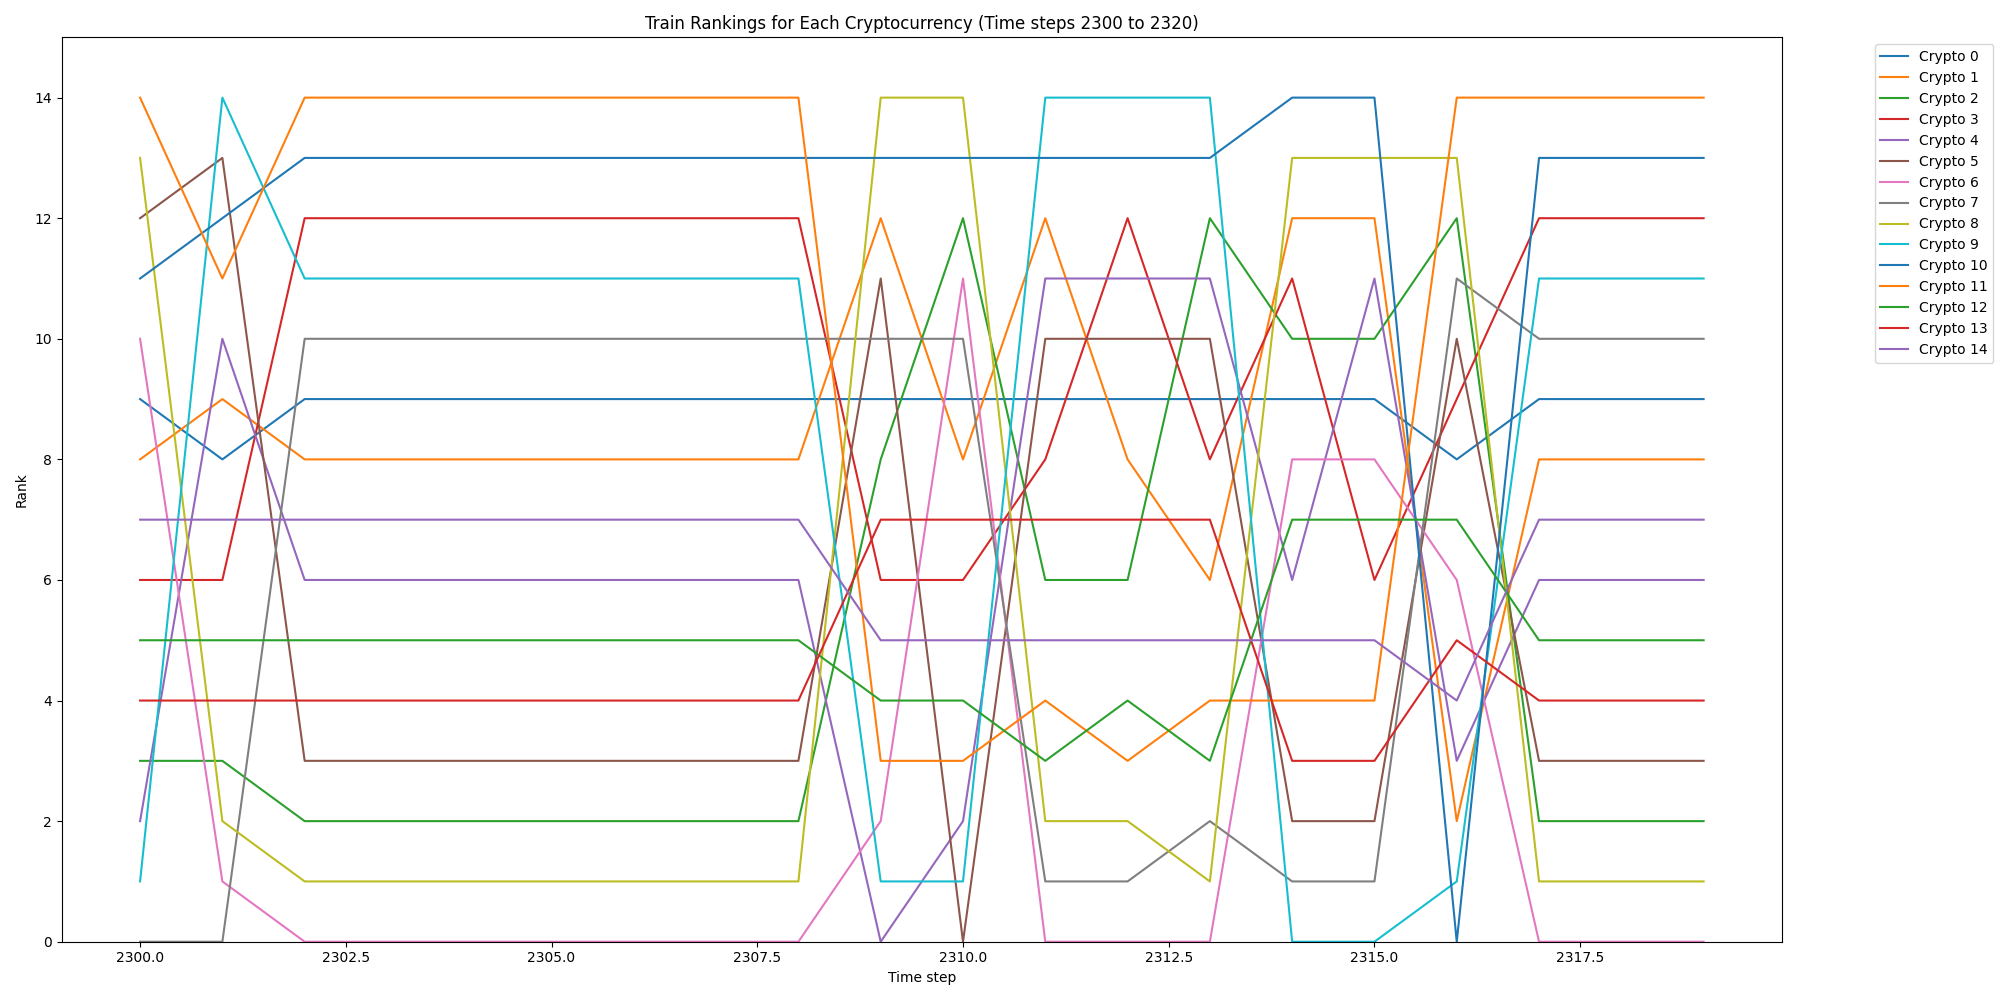 Train Rankings for Each Cryptocurrency (Time steps 2300 to 2320)
14
12
10
8
6
4
2
0
Rank
2300.0 2302.5 2305.0 2307.5 2310.0 2312.5 2315.0 2317.5
Time step
Crypto 0
Crypto 1
Crypto 2
Crypto 3
Crypto 4
Crypto 5
Crypto 6
Crypto 7
Crypto 8
Crypto 9
Crypto 10
Crypto 11
Crypto 12
Crypto 13
Crypto 14